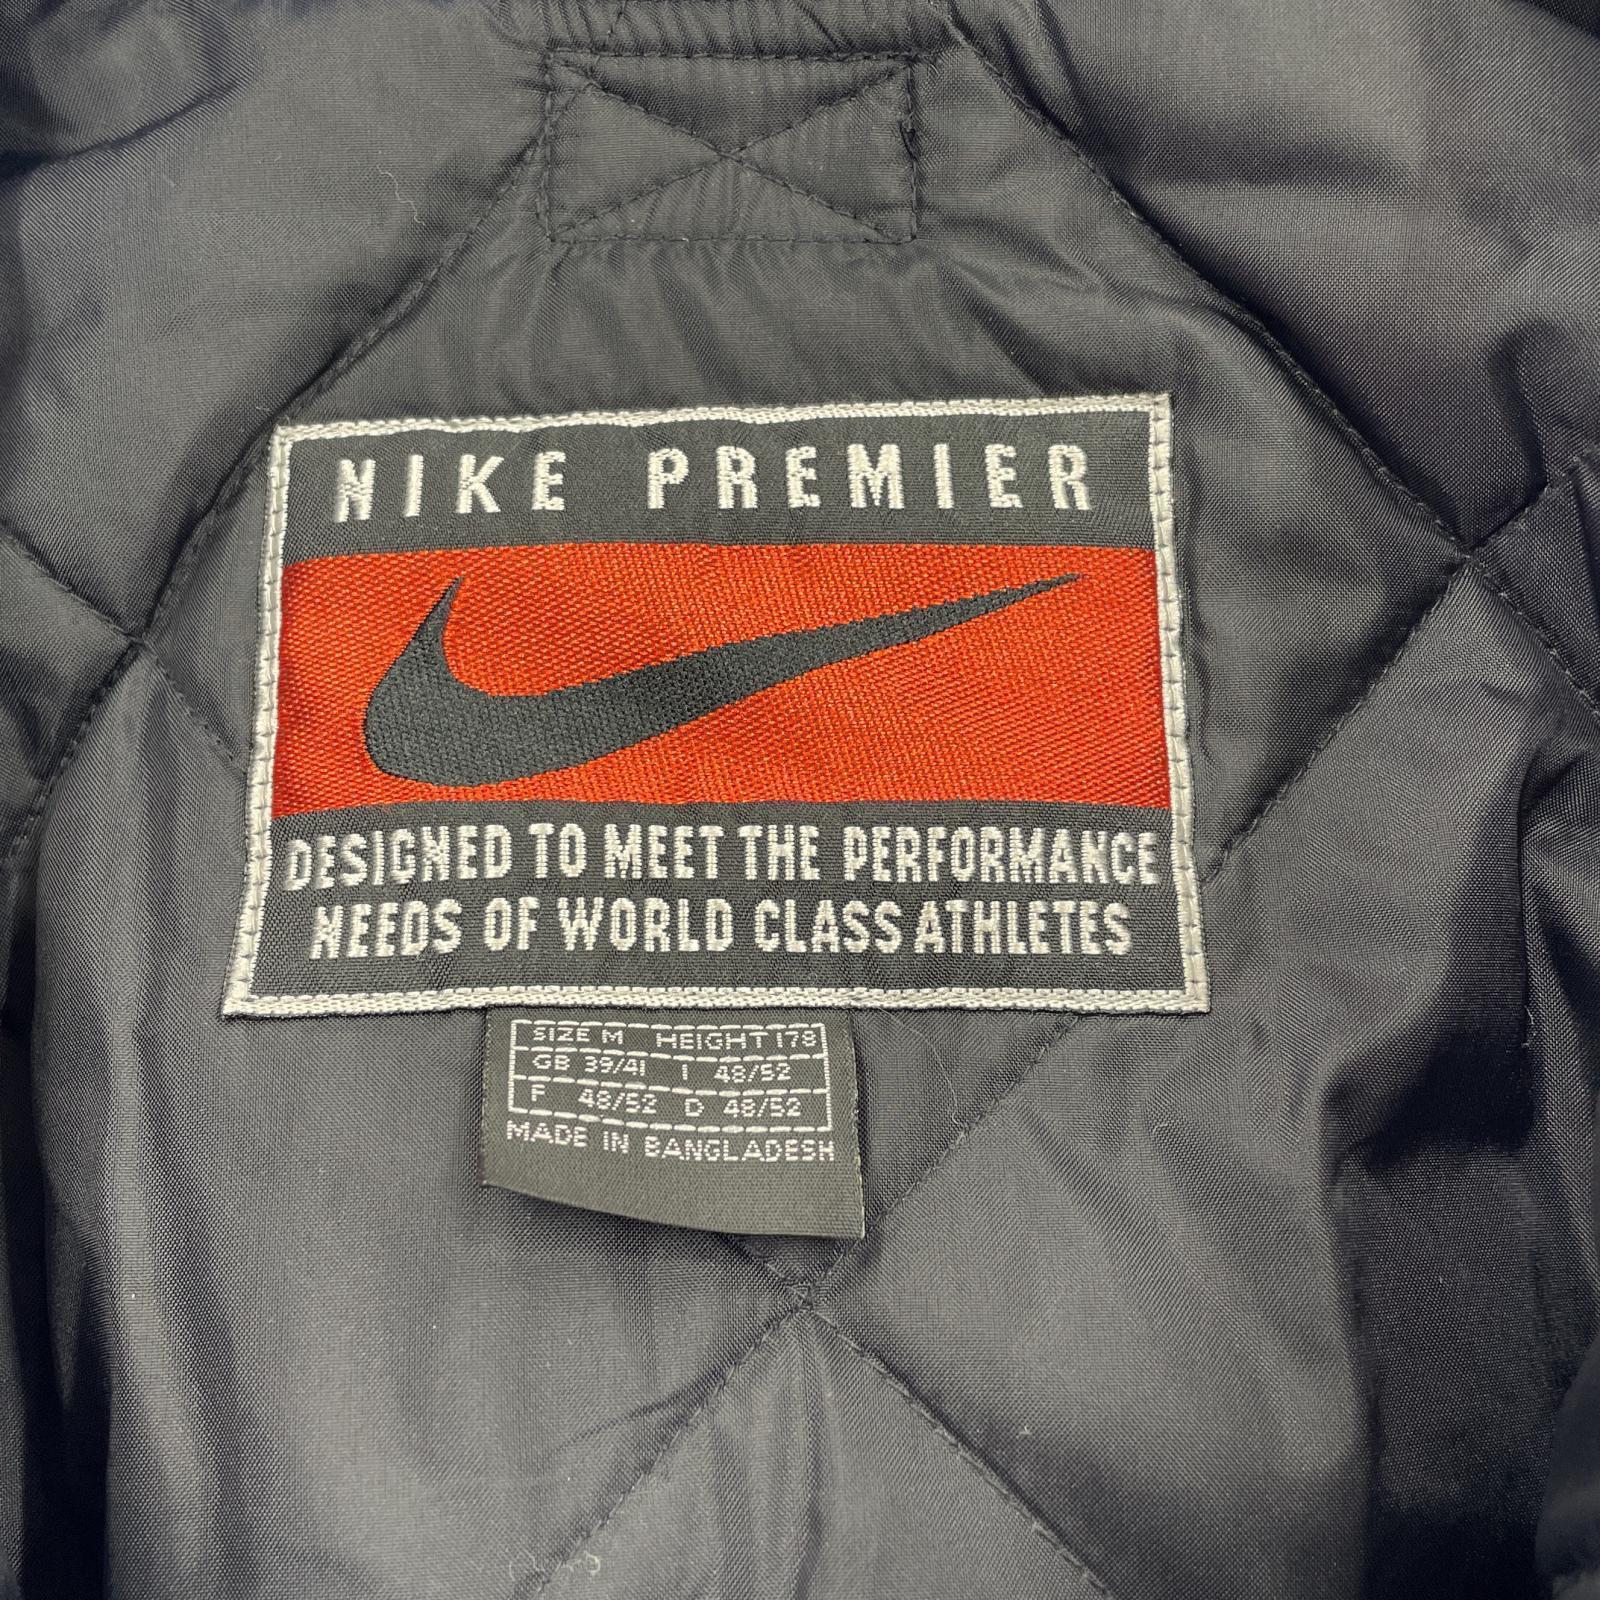 NIKE PREMIER
DESIGNED TO MEET THE PERFORMANCE
NEEDS OF WORLD CLASS ATHLETES
SIZE M HEIGHT 178
GB 39/41 I 48/52
F 48/52 D 48/52
MADE IN BANGLADESH